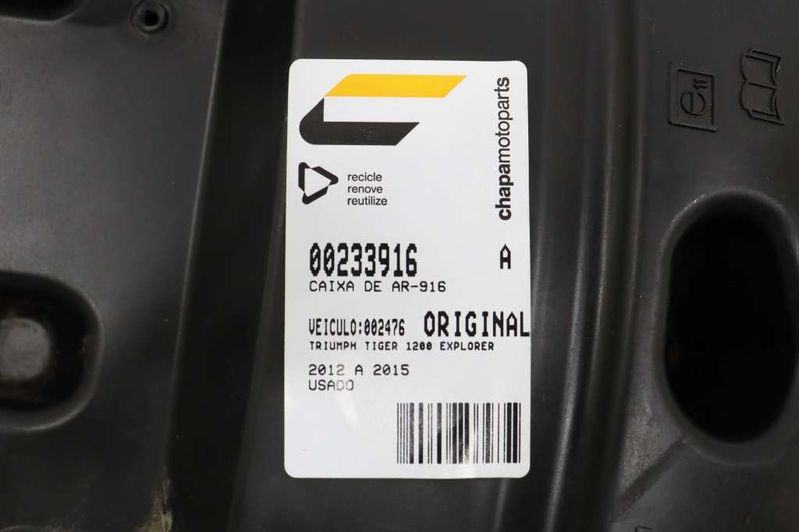 chapamotoparts
recicle
renove
reutilize
00233916 A
CAIXA DE AR-916
VEICULO:002476 ORIGINAL
TRIUMPH TIGER 1200 EXPLORER
2012 A 2015
USADO
e11